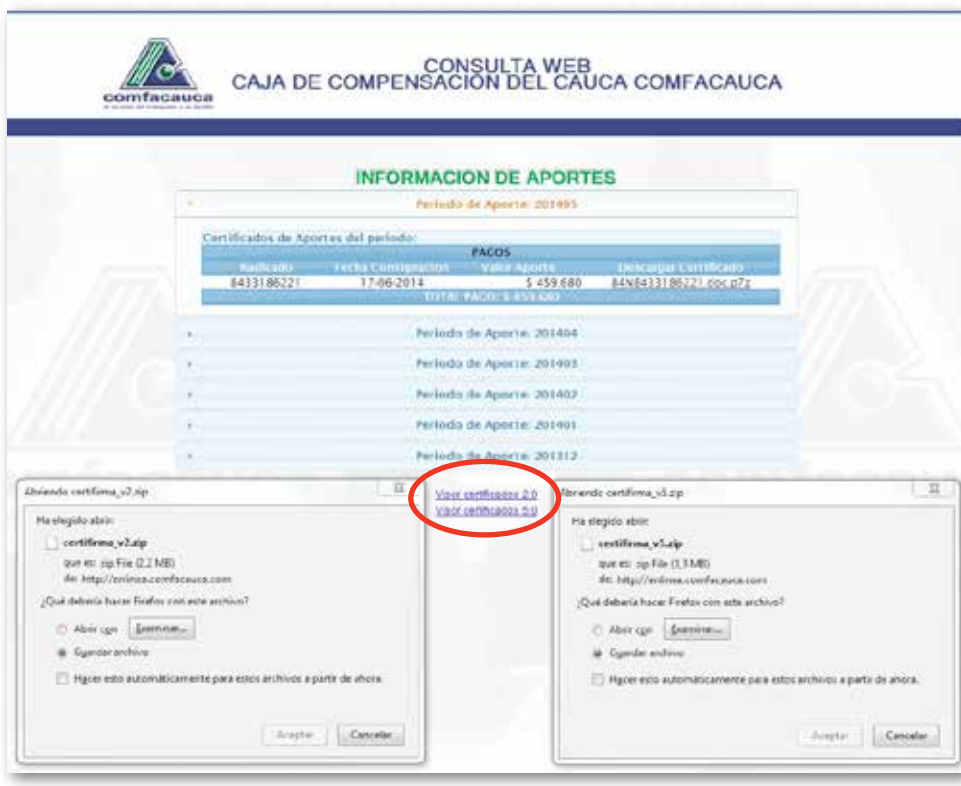 CONSULTA WEB
CAJA DE COMPENSACIÓN DEL CAUCA COMFACAUCA
comfacauca
INFORMACION DE APORTES
Periodo de Aporte: 201405
Certificados de Aportes del periodo:
PAGOS
Radicado Fecha Consignacion Valor Aporte Descargar Certificado
8433186221 17-06-2014 $ 459.680 84N8433186221.doc.p7z
TOTAL PAGO: $ 459.680
Periodo de Aporte: 201404
Periodo de Aporte: 201403
Periodo de Aporte: 201402
Periodo de Aporte: 201401
Periodo de Aporte: 201312
Visor certificados 2.0
Visor certificados 5.0
Abriendo certifirma_v2.zip
Ha elegido abrir:
certifirma_v2.zip
que es: zip File (2,2 MB)
de: http://enlinea.comfacauca.com
¿Qué debería hacer Firefox con este archivo?
Abrir con Examinar...
Guardar archivo
Hacer esto automáticamente para estos archivos a partir de ahora.
Aceptar Cancelar
Abriendo certifirma_v5.zip
Ha elegido abrir:
certifirma_v5.zip
que es: zip File (1,3 MB)
de: http://enlinea.comfacauca.com
¿Qué debería hacer Firefox con este archivo?
Abrir con Examinar...
Guardar archivo
Hacer esto automáticamente para estos archivos a partir de ahora.
Aceptar Cancelar